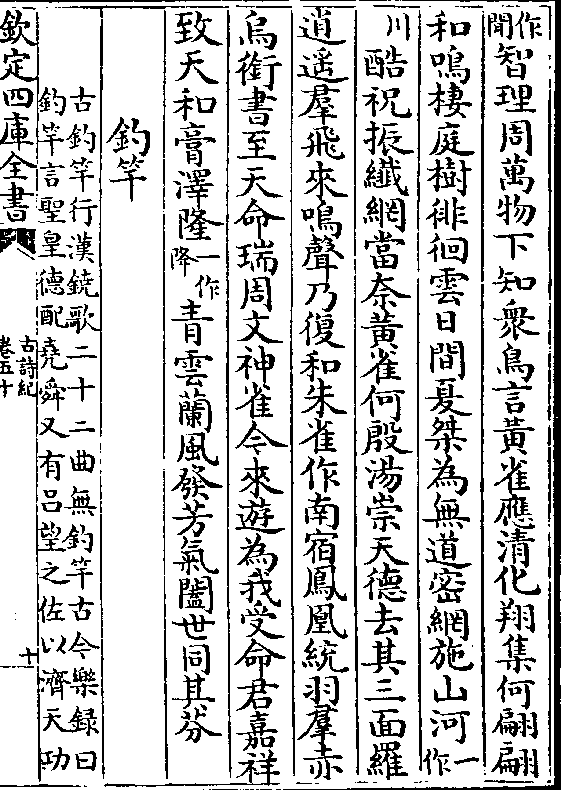 作聞智理周萬物下知衆鳥言黃雀應清化翔集何翩翩
和鳴棲庭樹徘徊雲日間夏桀為無道密網施山河一作
川酷祝振纖網當奈黃雀何殷湯崇天德去其三面羅
逍遥羣飛來鳴聲乃復和朱雀作南宿鳳凰統羽羣赤
烏銜書至天命瑞周文神雀今來遊為我受命君嘉祥
致天和膏澤隆一作降青雲蘭風發芳氣闔世同其芬
釣竿
古釣竿行漢鐃歌二十二曲無釣竿古今樂録曰
釣竿言聖皇德配堯舜又有吕望之佐以濟天功
欽定四庫全書
古詩紀
卷五十
十